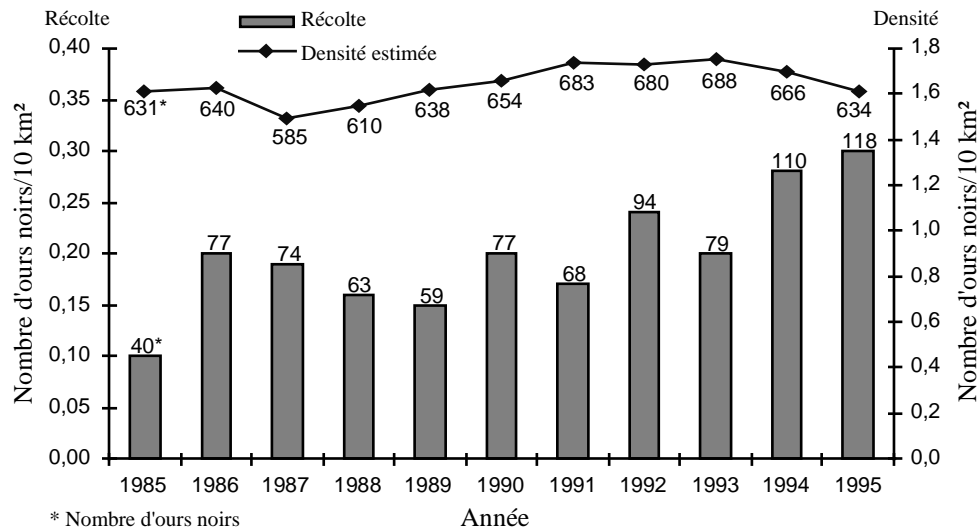 Récolte
Densité
Récolte
Densité estimée
Nombre d'ours noirs/10 km²
0,40
0,35
0,30
0,25
0,20
0,15
0,10
0,05
0,00
1,8
1,6
1,4
1,2
1,0
0,8
0,6
0,4
0,2
0,0
Nombre d'ours noirs/10 km²
631* 640 585 610 638 654 683 680 688 666 634
40* 77 74 63 59 77 68 94 79 110 118
1985 1986 1987 1988 1989 1990 1991 1992 1993 1994 1995
* Nombre d'ours noirs
Année